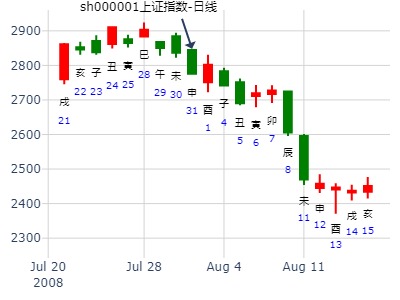 sh000001上证指数-日线
2900
2800
2700
2600
2500
2400
2300
戌
21
亥
22
子
23
丑
24
寅
25
巳
28
午
29
未
30
申
31
酉
1
子
4
丑
5
寅
6
卯
7
辰
8
未
11
申
12
酉
13
戌
14
亥
15
Jul 20
2008
Jul 28
Aug 4
Aug 11